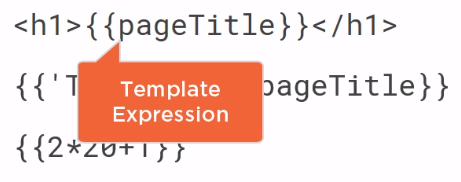 <h1>{{pageTitle}}</h1>
Template
Expression
{{'T pageTitle}}
{{2*20+1}}